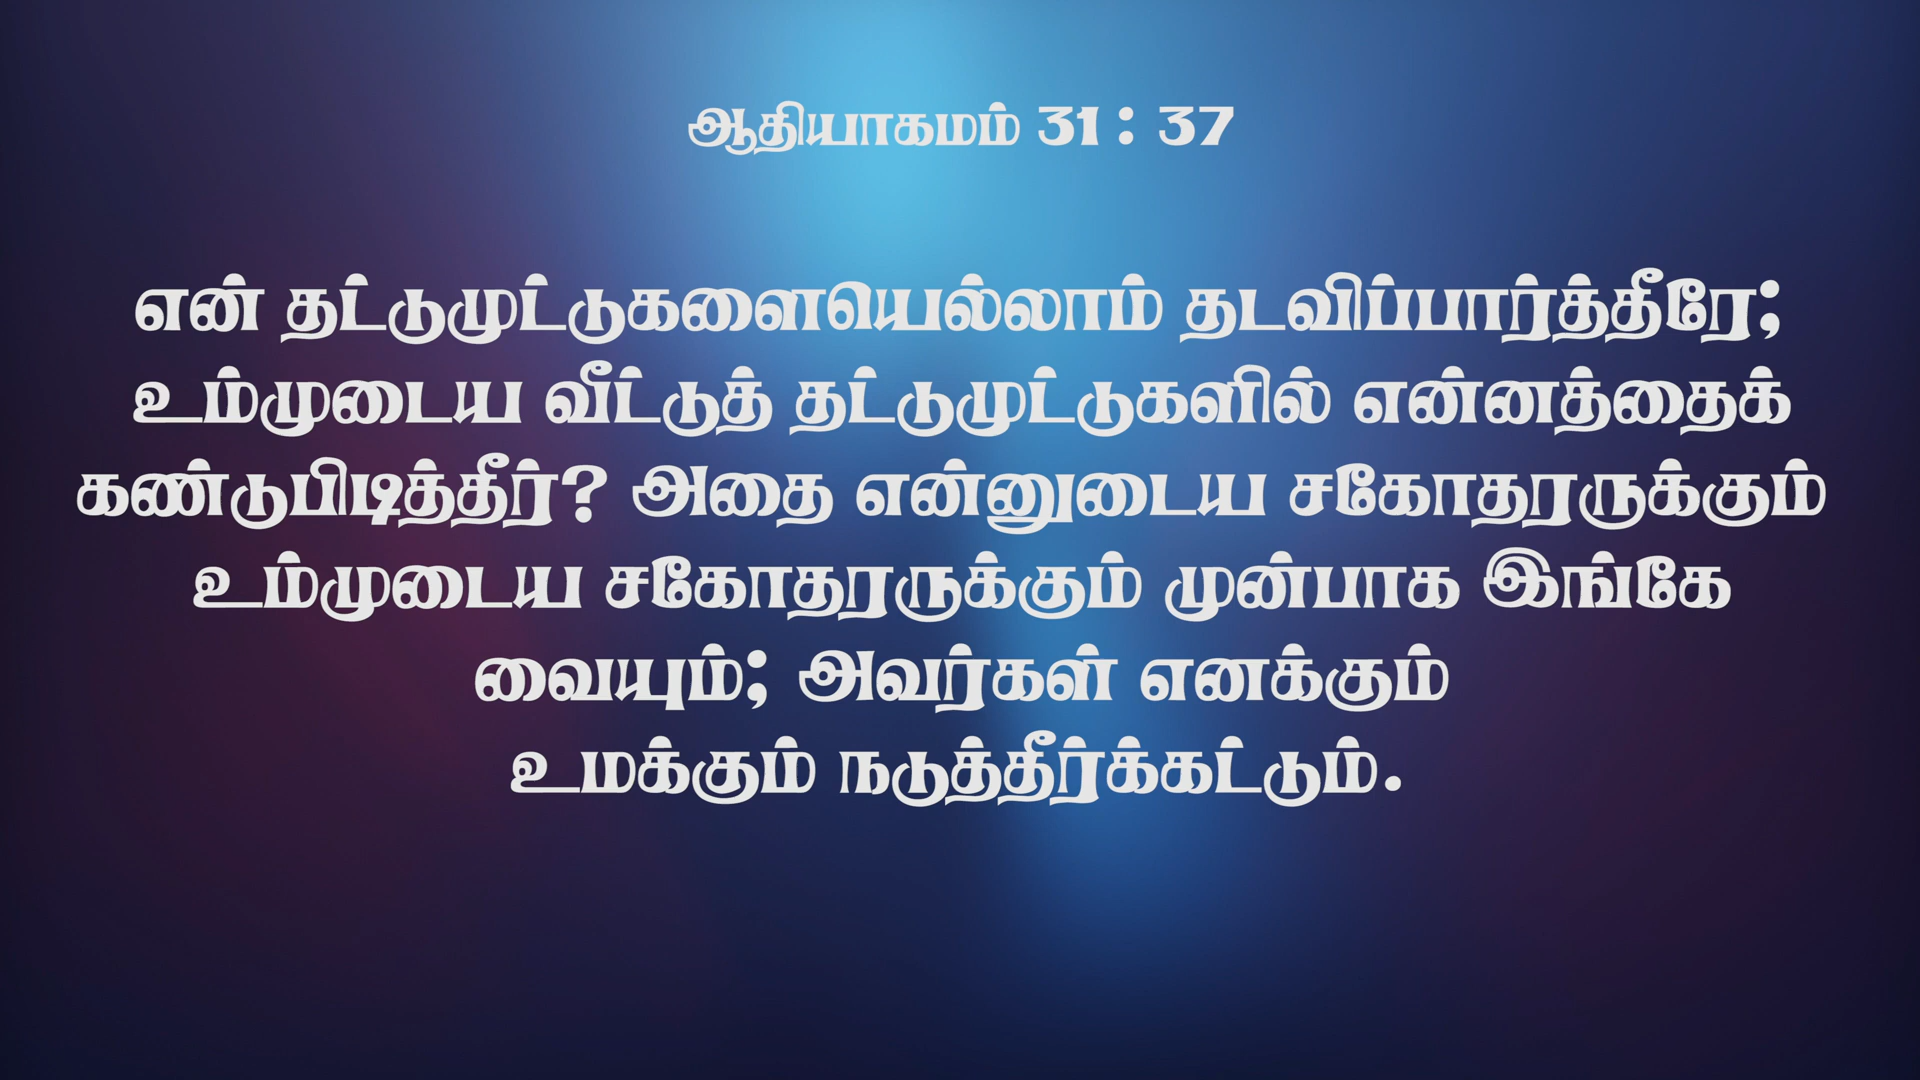 ஆதியாகமம் 31 : 37
என் தட்டுமுட்டுகளையெல்லாம் தடவிப்பார்த்தீரே;
உம்முடைய வீட்டுத் தட்டுமுட்டுகளில் என்னத்தைக்
கண்டுபிடித்தீர்? அதை என்னுடைய சகோதரருக்கும்
உம்முடைய சகோதரருக்கும் முன்பாக இங்கே
வையும்; அவர்கள் எனக்கும்
உமக்கும் நடுத்தீர்க்கட்டும்.